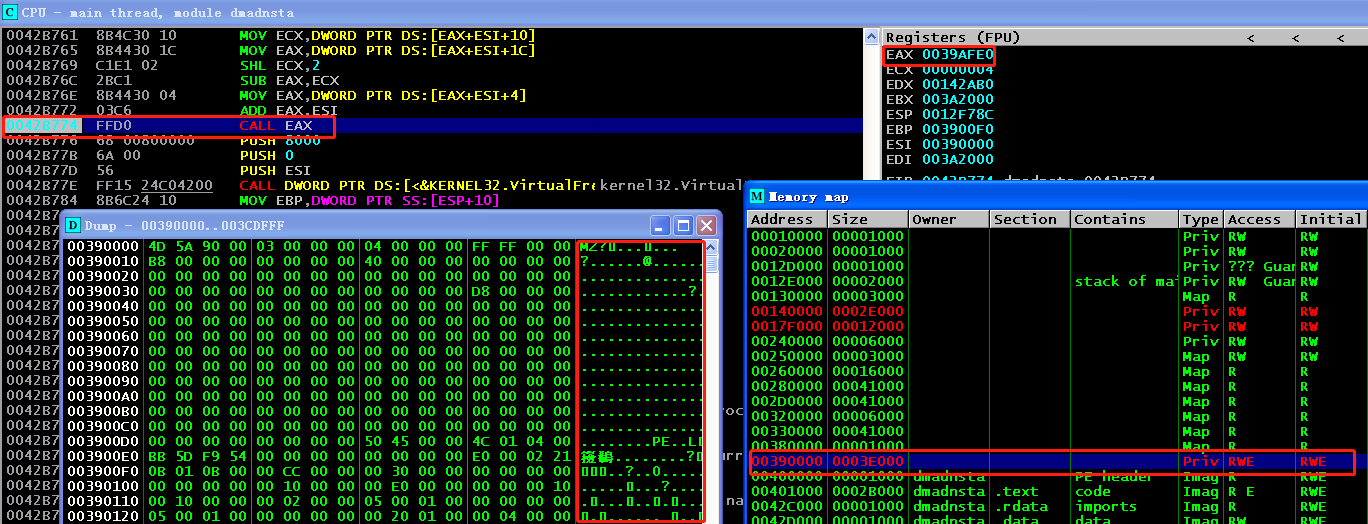 CPU - main thread, module dmadnsta
0042B761 8B4C30 10 MOV ECX,DWORD PTR DS:[EAX+ESI+10]
0042B765 8B4430 1C MOV EAX,DWORD PTR DS:[EAX+ESI+1C]
0042B769 C1E1 02 SHL ECX,2
0042B76C 2BC1 SUB EAX,ECX
0042B76E 8B4430 04 MOV EAX,DWORD PTR DS:[EAX+ESI+4]
0042B772 03C6 ADD EAX,ESI
0042B774 FFD0 CALL EAX
0042B776 68 00800000 PUSH 8000
0042B77B 6A 00 PUSH 0
0042B77D 56 PUSH ESI
0042B77E FF15 24C04200 CALL DWORD PTR DS:[<&KERNEL32.VirtualFre kernel32.Virtual
0042B784 8B6C24 10 MOV EBP,DWORD PTR SS:[ESP+10]
Registers (FPU) < < <
EAX 0039AFE0
ECX 00000004
EDX 00142AB0
EBX 003A2000
ESP 0012F78C
EBP 003900F0
ESI 00390000
EDI 003A2000
EIP 0042B774 dmadnsta.0042B774
Dump - 00390000..003CDFFF
00390000 4D 5A 90 00 03 00 00 00 04 00 00 00 FF FF 00 00
00390010 B8 00 00 00 00 00 00 00 40 00 00 00 00 00 00 00 ?.......@.......
00390020 00 00 00 00 00 00 00 00 00 00 00 00 00 00 00 00 ................
00390030 00 00 00 00 00 00 00 00 00 00 00 00 D8 00 00 00 ............?
00390040 00 00 00 00 00 00 00 00 00 00 00 00 00 00 00 00 ................
00390050 00 00 00 00 00 00 00 00 00 00 00 00 00 00 00 00 ................
00390060 00 00 00 00 00 00 00 00 00 00 00 00 00 00 00 00 ................
00390070 00 00 00 00 00 00 00 00 00 00 00 00 00 00 00 00 ................
00390080 00 00 00 00 00 00 00 00 00 00 00 00 00 00 00 00 ................
00390090 00 00 00 00 00 00 00 00 00 00 00 00 00 00 00 00 ................
003900A0 00 00 00 00 00 00 00 00 00 00 00 00 00 00 00 00 ................
003900B0 00 00 00 00 00 00 00 00 00 00 00 00 00 00 00 00 ................
003900C0 00 00 00 00 00 00 00 00 00 00 00 00 00 00 00 00 ................
003900D0 00 00 00 00 00 00 00 00 50 45 00 00 4C 01 04 00 ........PE..L
003900E0 BB 5D F9 54 00 00 00 00 00 00 00 00 E0 00 02 21
003900F0 0B 01 0B 00 00 CC 00 00 00 30 00 00 00 00 00 00
00390100 00 00 00 00 00 10 00 00 00 E0 00 00 00 00 00 10
00390110 00 10 00 00 00 02 00 00 05 00 01 00 00 00 00 00
00390120 05 00 01 00 00 00 00 00 00 20 01 00 00 04 00 00
Memory map
Address Size Owner Section Contains Type Access Initial
00010000 00001000 Priv RW RW
00020000 00001000 Priv RW RW
0012D000 00001000 Priv ??? Guar RW
0012E000 00002000 stack of mai Priv RW Guar RW
00130000 00003000 Map R R
00140000 0002E000 Priv RW RW
0017F000 00012000 Priv RW RW
00240000 00006000 Priv RW RW
00250000 00003000 Map RW RW
00260000 00016000 Map R R
00280000 00041000 Map R R
002D0000 00041000 Map R R
00320000 00006000 Map R R
00330000 00041000 Map R R
00380000 00001000 Map R R
00390000 0003E000 Priv RWE RWE
00400000 00001000 dmadnsta PE header Imag R RWE
00401000 0002B000 dmadnsta .text code Imag R E RWE
0042C000 00001000 dmadnsta .rdata imports Imag R RWE